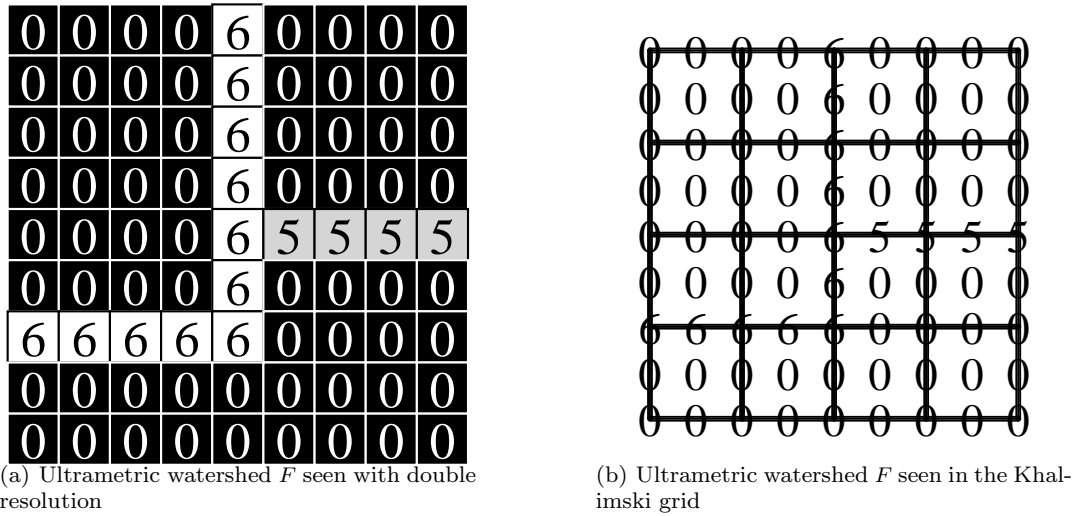 0 0 0 0 6 0 0 0 0
0 0 0 0 6 0 0 0 0
0 0 0 0 6 0 0 0 0
0 0 0 0 6 0 0 0 0
0 0 0 0 6 5 5 5 5
0 0 0 0 6 0 0 0 0
6 6 6 6 6 0 0 0 0
0 0 0 0 0 0 0 0 0
0 0 0 0 0 0 0 0 0
(a) Ultrametric watershed F seen with double
resolution
0 0 0 0 6 0 0 0 0
0 0 0 0 6 0 0 0 0
0 0 0 0 6 0 0 0 0
0 0 0 0 6 0 0 0 0
0 0 0 0 6 5 5 5 5
0 0 0 0 6 0 0 0 0
6 6 6 6 6 0 0 0 0
0 0 0 0 0 0 0 0 0
0 0 0 0 0 0 0 0 0
(b) Ultrametric watershed F seen in the Khal-
imski grid